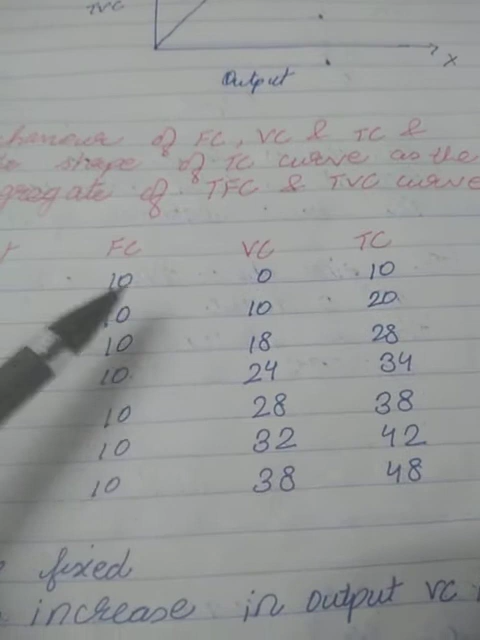 TVC
X
Output
of FC, VC & TC &
shape of TC curve as the
of TFC & TVC curve
FC VC TC
10 0 10
10 10 20
10 18 28
10 24 34
10 28 38
10 32 42
10 38 48
fixed
increase in output VC